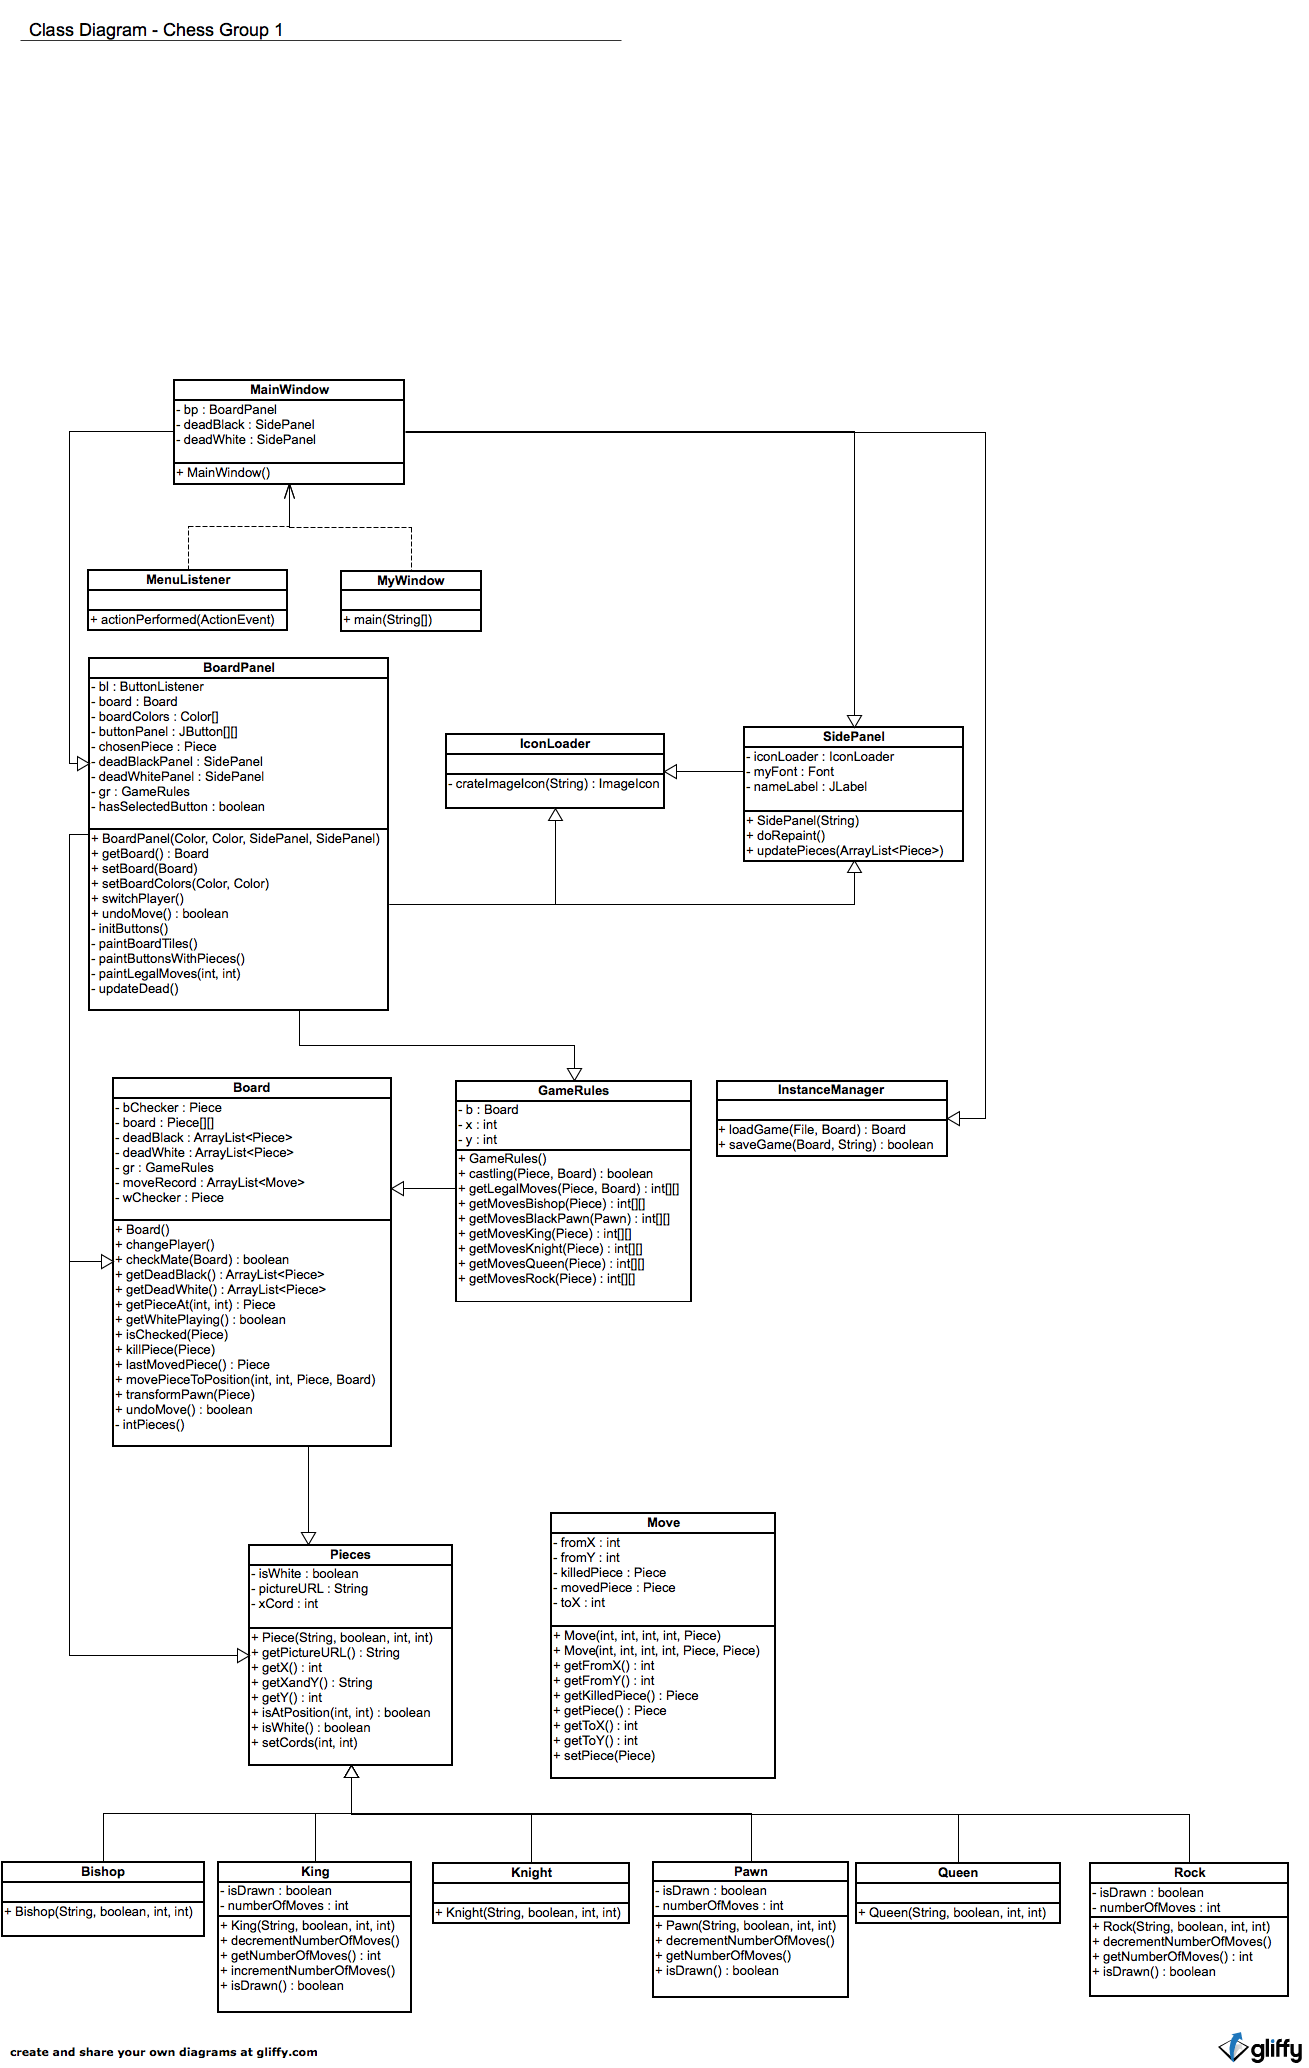 Class Diagram - Chess Group 1
MainWindow
- bp : BoardPanel
- deadBlack : SidePanel
- deadWhite : SidePanel
+ MainWindow()
MenuListener
+ actionPerformed(ActionEvent)
MyWindow
+ main(String[])
BoardPanel
- bl : ButtonListener
- board : Board
- boardColors : Color[]
- buttonPanel : JButton[][]
- chosenPiece : Piece
- deadBlackPanel : SidePanel
- deadWhitePanel : SidePanel
- gr : GameRules
- hasSelectedButton : boolean
+ BoardPanel(Color, Color, SidePanel, SidePanel)
+ getBoard() : Board
+ setBoard(Board)
+ setBoardColors(Color, Color)
+ switchPlayer()
+ undoMove() : boolean
- initButtons()
- paintBoardTiles()
- paintButtonsWithPieces()
- paintLegalMoves(int, int)
- updateDead()
IconLoader
- crateImageIcon(String) : ImageIcon
SidePanel
- iconLoader : IconLoader
- myFont : Font
- nameLabel : JLabel
+ SidePanel(String)
+ doRepaint()
+ updatePieces(ArrayList<Piece>)
Board
- bChecker : Piece
- board : Piece[][]
- deadBlack : ArrayList<Piece>
- deadWhite : ArrayList<Piece>
- gr : GameRules
- moveRecord : ArrayList<Move>
- wChecker : Piece
+ Board()
+ changePlayer()
+ checkMate(Board) : boolean
+ getDeadBlack() : ArrayList<Piece>
+ getDeadWhite() : ArrayList<Piece>
+ getPieceAt(int, int) : Piece
+ getWhitePlaying() : boolean
+ isChecked(Piece)
+ killPiece(Piece)
+ lastMovedPiece() : Piece
+ movePieceToPosition(int, int, Piece, Board)
+ transformPawn(Piece)
+ undoMove() : boolean
- intPieces()
GameRules
- b : Board
- x : int
- y : int
+ GameRules()
+ castling(Piece, Board) : boolean
+ getLegalMoves(Piece, Board) : int[][]
+ getMovesBishop(Piece) : int[][]
+ getMovesBlackPawn(Pawn) : int[][]
+ getMovesKing(Piece) : int[][]
+ getMovesKnight(Piece) : int[][]
+ getMovesQueen(Piece) : int[][]
+ getMovesRock(Piece) : int[][]
InstanceManager
+ loadGame(File, Board) : Board
+ saveGame(Board, String) : boolean
Pieces
- isWhite : boolean
- pictureURL : String
- xCord : int
+ Piece(String, boolean, int, int)
+ getPictureURL() : String
+ getX() : int
+ getXandY() : String
+ getY() : int
+ isAtPosition(int, int) : boolean
+ isWhite() : boolean
+ setCords(int, int)
Move
- fromX : int
- fromY : int
- killedPiece : Piece
- movedPiece : Piece
- toX : int
+ Move(int, int, int, int, Piece)
+ Move(int, int, int, int, Piece, Piece)
+ getFromX() : int
+ getFromY() : int
+ getKilledPiece() : Piece
+ getPiece() : Piece
+ getToX() : int
+ getToY() : int
+ setPiece(Piece)
Bishop
+ Bishop(String, boolean, int, int)
King
- isDrawn : boolean
- numberOfMoves : int
+ King(String, boolean, int, int)
+ decrementNumberOfMoves()
+ getNumberOfMoves() : int
+ incrementNumberOfMoves()
+ isDrawn() : boolean
Knight
+ Knight(String, boolean, int, int)
Pawn
- isDrawn : boolean
- numberOfMoves : int
+ Pawn(String, boolean, int, int)
+ decrementNumberOfMoves()
+ getNumberOfMoves()
+ isDrawn() : boolean
Queen
+ Queen(String, boolean, int, int)
Rock
- isDrawn : boolean
- numberOfMoves : int
+ Rock(String, boolean, int, int)
+ decrementNumberOfMoves()
+ getNumberOfMoves() : int
+ isDrawn() : boolean
create and share your own diagrams at gliffy.com
gliffy